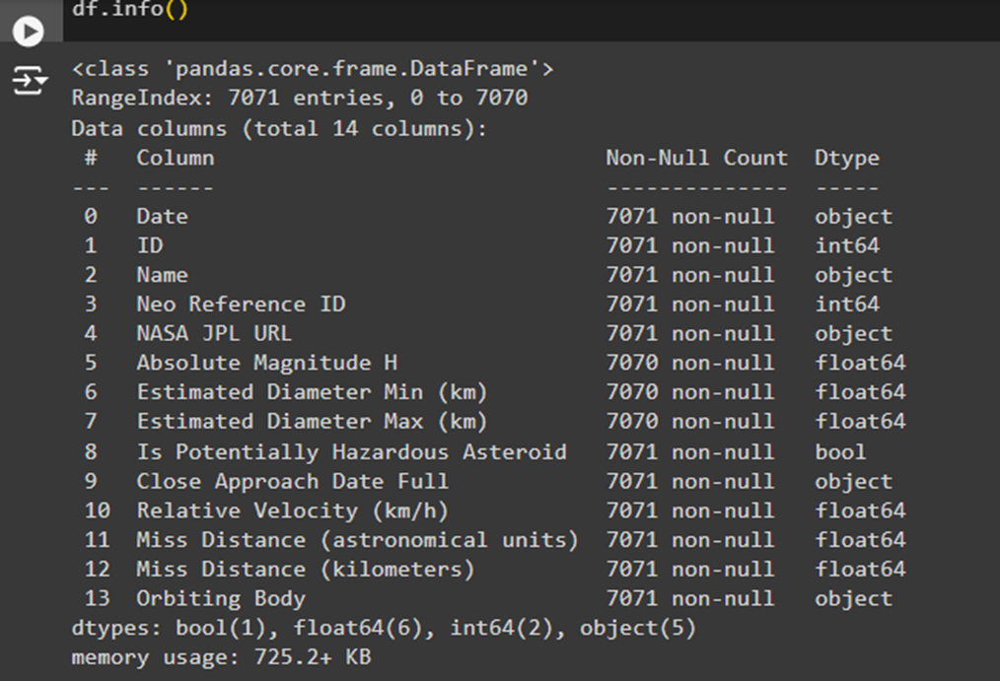 df.info()
<class 'pandas.core.frame.DataFrame'>
RangeIndex: 7071 entries, 0 to 7070
Data columns (total 14 columns):
 #   Column                         Non-Null Count  Dtype
---  ------                         --------------  -----
 0   Date                           7071 non-null   object
 1   ID                             7071 non-null   int64
 2   Name                           7071 non-null   object
 3   Neo Reference ID               7071 non-null   int64
 4   NASA JPL URL                   7071 non-null   object
 5   Absolute Magnitude H           7070 non-null   float64
 6   Estimated Diameter Min (km)    7070 non-null   float64
 7   Estimated Diameter Max (km)    7070 non-null   float64
 8   Is Potentially Hazardous Asteroid  7071 non-null   bool
 9   Close Approach Date Full       7071 non-null   object
 10  Relative Velocity (km/h)       7071 non-null   float64
 11  Miss Distance (astronomical units)  7071 non-null   float64
 12  Miss Distance (kilometers)     7071 non-null   float64
 13  Orbiting Body                  7071 non-null   object
dtypes: bool(1), float64(6), int64(2), object(5)
memory usage: 725.2+ KB